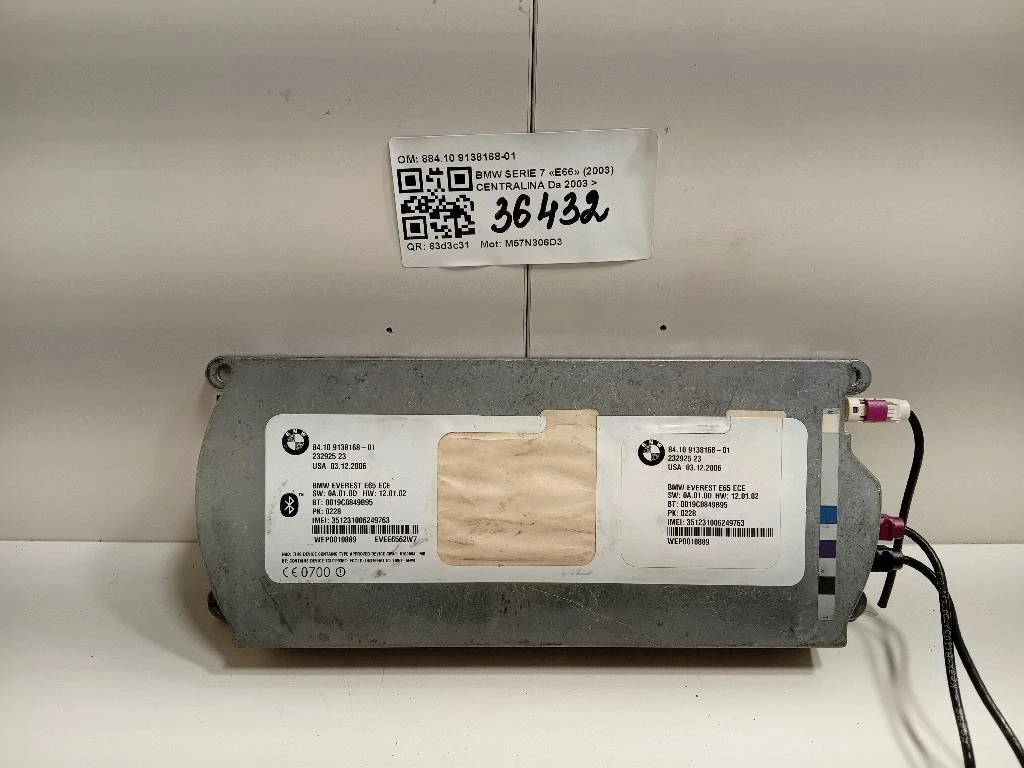 OM: 884.10 9138168-01
BMW SERIE 7 «E66» (2003)
CENTRALINA Da 2003 >
36432
QR: 63d3c31 Mot: M57N306D3
84.10 9138168-01
232925 23
USA 03.12.2006
BMW EVEREST E65 ECE
SW: 0A.01.0D HW: 12.01.02
BT: 0019C0849B95
PK: 0228
IMEI: 351231006249763
WEP0010889 EVEE6562W7
CE 0700
84.10 9138168-01
232925 23
USA 03.12.2006
BMW EVEREST E65 ECE
SW: 0A.01.0D HW: 12.01.02
BT: 0019C0849B95
PK: 0228
IMEI: 351231006249763
WEP0010889